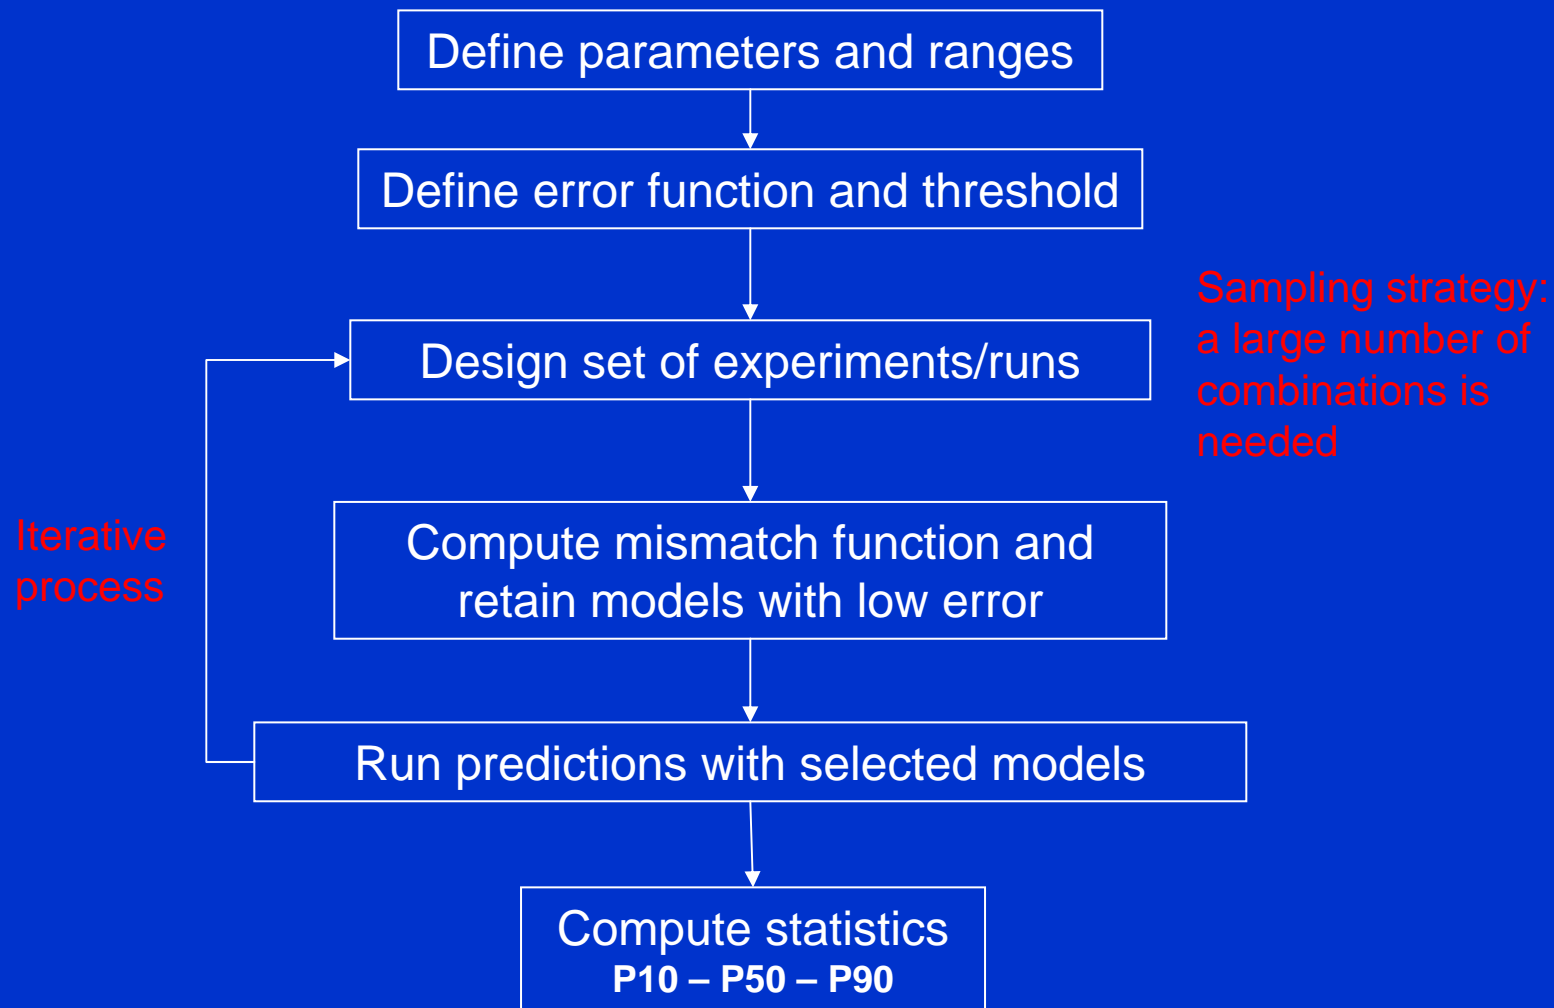 Define parameters and ranges
Define error function and threshold
Sampling strategy:
a large number of
combinations is
needed
Design set of experiments/runs
Iterative
process
Compute mismatch function and
retain models with low error
Run predictions with selected models
Compute statistics
P10 – P50 – P90